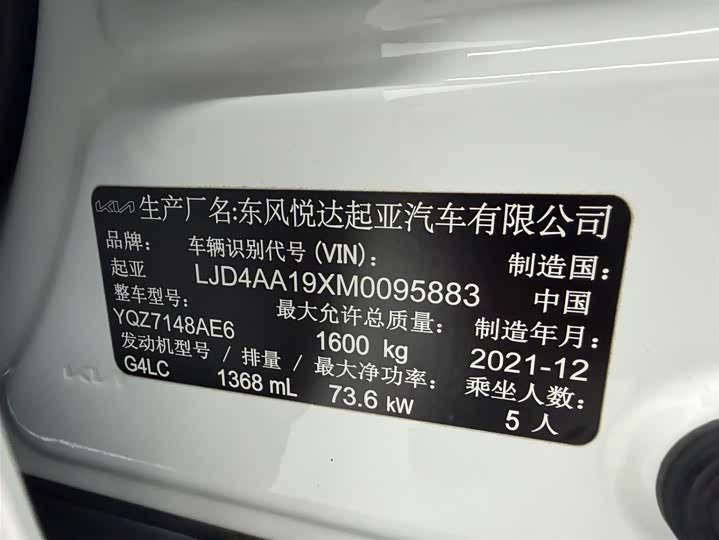 KIA 生产厂名:东风悦达起亚汽车有限公司
品牌: 车辆识别代号(VIN): 制造国:
起亚 LJD4AA19XM0095883 中国
整车型号: 最大允许总质量: 制造年月:
YQZ7148AE6 1600 kg 2021-12
发动机型号/排量/最大净功率: 乘坐人数:
G4LC 1368 mL 73.6 kW 5 人